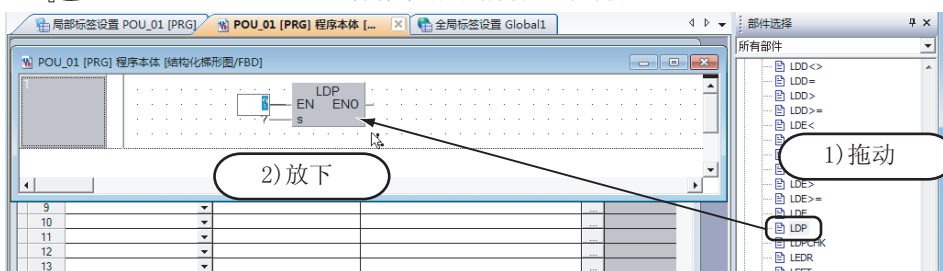 局部标签设置 POU_01 [PRG]
POU_01 [PRG] 程序本体 [...
全局标签设置 Global1
部件选择
所有部件
POU_01 [PRG] 程序本体 [结构化梯形图/FBD]
1
LDP
EN ENO
?
s
LDD<>
LDD=
LDD>
LDD>=
LDE<
LDE>
LDE>=
LDF
LDP
LDPCHK
LEDR
1)拖动
2)放下
9
10
11
12
13